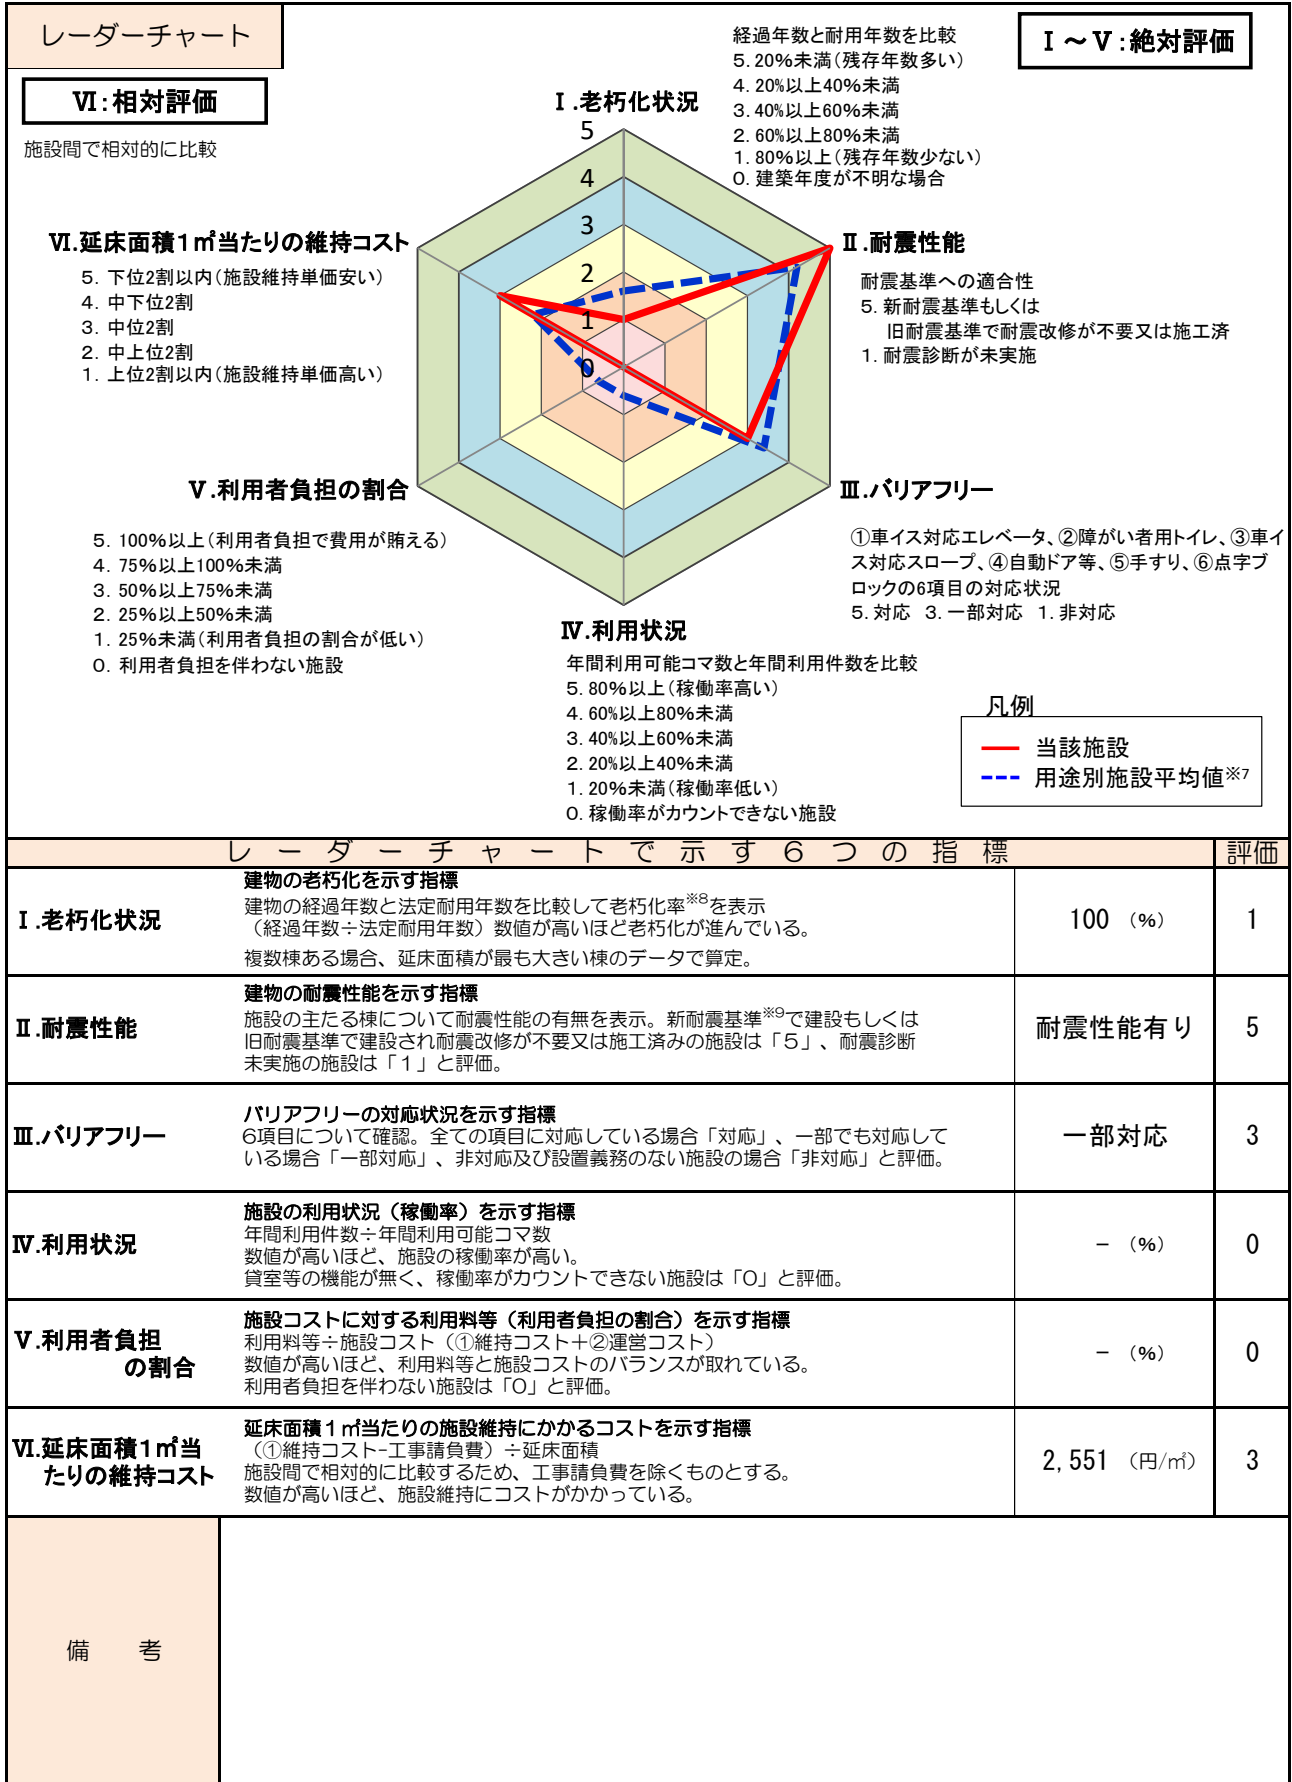 レーダーチャート
Ⅰ～Ⅴ:絶対評価
Ⅵ:相対評価
施設間で相対的に比較
経過年数と耐用年数を比較
5.20%未満(残存年数多い)
4.20%以上40%未満
3.40%以上60%未満
2.60%以上80%未満
1.80%以上(残存年数少ない)
0.建築年度が不明な場合
Ⅰ.老朽化状況
5
4
3
2
1
0
Ⅱ.耐震性能
耐震基準への適合性
5.新耐震基準もしくは
旧耐震基準で耐震改修が不要又は施工済
1.耐震診断が未実施
Ⅵ.延床面積1㎡当たりの維持コスト
5.下位2割以内(施設維持単価安い)
4.中下位2割
3.中位2割
2.中上位2割
1.上位2割以内(施設維持単価高い)
Ⅴ.利用者負担の割合
5.100%以上(利用者負担で費用が賄える)
4.75%以上100%未満
3.50%以上75%未満
2.25%以上50%未満
1.25%未満(利用者負担の割合が低い)
0.利用者負担を伴わない施設
Ⅲ.バリアフリー
①車イス対応エレベータ、②障がい者用トイレ、③車イ
ス対応スロープ、④自動ドア等、⑤手すり、⑥点字ブ
ロックの6項目の対応状況
5.対応 3.一部対応 1.非対応
Ⅳ.利用状況
年間利用可能コマ数と年間利用件数を比較
5.80%以上(稼働率高い)
4.60%以上80%未満
3.40%以上60%未満
2.20%以上40%未満
1.20%未満(稼働率低い)
0.稼働率がカウントできない施設
凡例
当該施設
用途別施設平均値※7
レーダーチャートで示す6つの指標 評価
Ⅰ.老朽化状況
建物の老朽化を示す指標
建物の経過年数と法定耐用年数を比較して老朽化率※8を表示
(経過年数÷法定耐用年数)数値が高いほど老朽化が進んでいる。
複数棟ある場合、延床面積が最も大きい棟のデータで算定。
100 (%) 1
Ⅱ.耐震性能
建物の耐震性能を示す指標
施設の主たる棟について耐震性能の有無を表示。新耐震基準※9で建設もしくは
旧耐震基準で建設され耐震改修が不要又は施工済みの施設は「5」、耐震診断
未実施の施設は「1」と評価。
耐震性能有り 5
Ⅲ.バリアフリー
バリアフリーの対応状況を示す指標
6項目について確認。全ての項目に対応している場合「対応」、一部でも対応して
いる場合「一部対応」、非対応及び設置義務のない施設の場合「非対応」と評価。
一部対応 3
Ⅳ.利用状況
施設の利用状況(稼働率)を示す指標
年間利用件数÷年間利用可能コマ数
数値が高いほど、施設の稼働率が高い。
貸室等の機能が無く、稼働率がカウントできない施設は「0」と評価。
- (%) 0
Ⅴ.利用者負担
の割合
施設コストに対する利用料等(利用者負担の割合)を示す指標
利用料等÷施設コスト(①維持コスト+②運営コスト)
数値が高いほど、利用料等と施設コストのバランスが取れている。
利用者負担を伴わない施設は「0」と評価。
- (%) 0
Ⅵ.延床面積1㎡当
たりの維持コスト
延床面積1㎡当たりの施設維持にかかるコストを示す指標
(①維持コスト-工事請負費)÷延床面積
施設間で相対的に比較するため、工事請負費を除くものとする。
数値が高いほど、施設維持にコストがかかっている。
2,551 (円/㎡) 3
備考